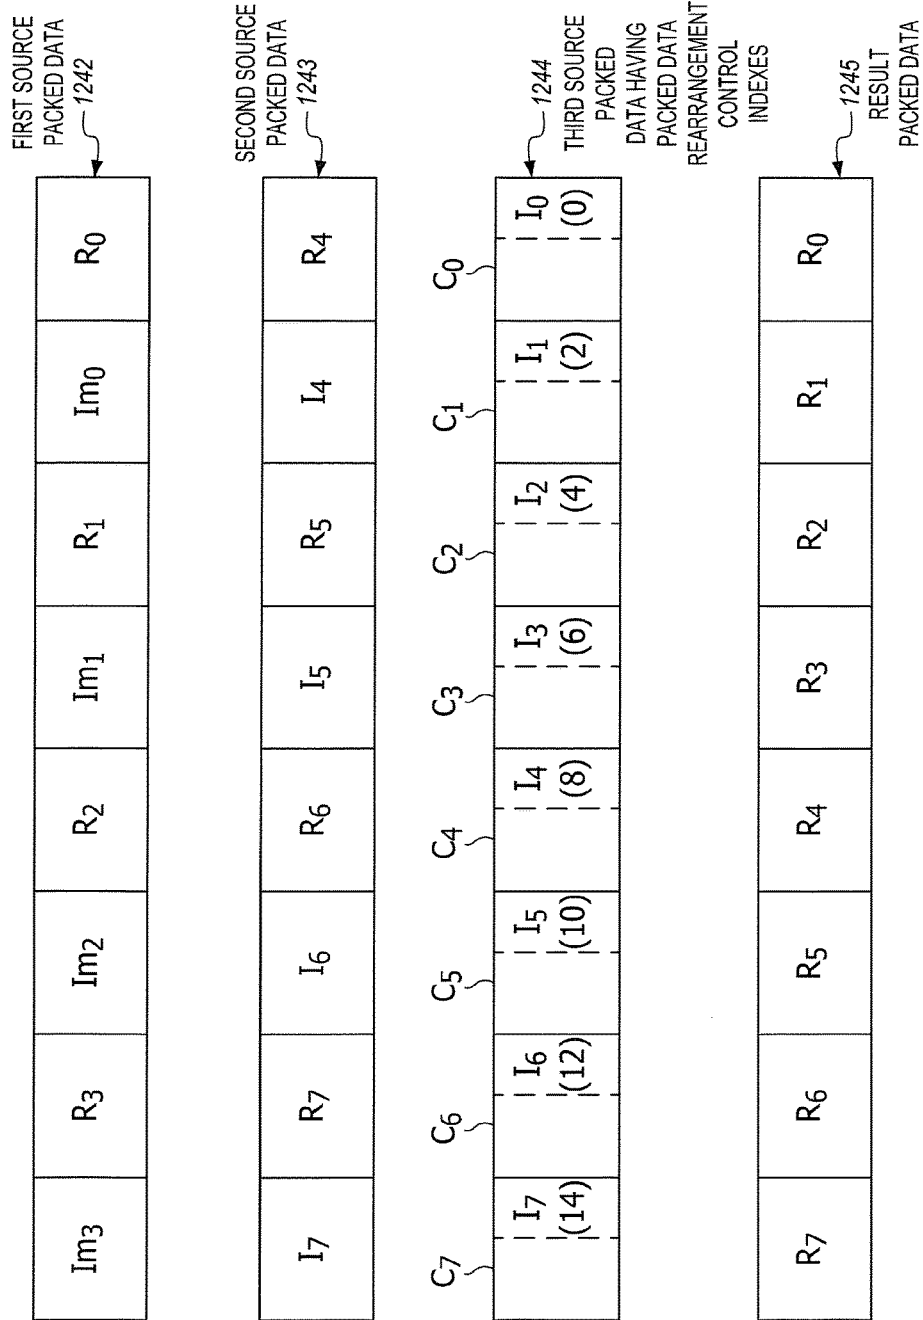 FIRST SOURCE
PACKED DATA
1242
Im3 R3 Im2 R2 Im1 R1 Im0 R0
SECOND SOURCE
PACKED DATA
1243
I7 R7 I6 R6 I5 R5 I4 R4
C7 C6 C5 C4 C3 C2 C1 C0
I7 I6 I5 I4 I3 I2 I1 I0
(14) (12) (10) (8) (6) (4) (2) (0)
1244
THIRD SOURCE
PACKED
DATA HAVING
PACKED DATA
REARRANGEMENT
CONTROL
INDEXES
R7 R6 R5 R4 R3 R2 R1 R0
1245
RESULT
PACKED DATA